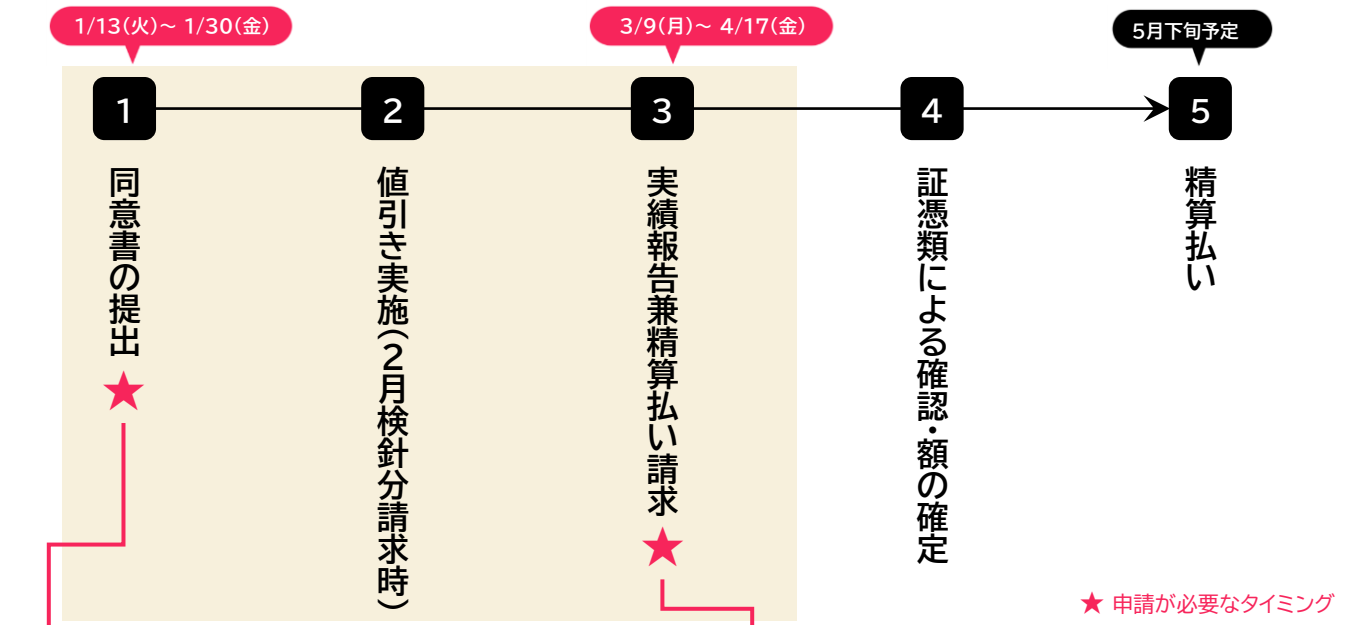 1/13(火)～ 1/30(金)
3/9(月)～ 4/17(金)
5月下旬予定
1
2
3
4
5
同意書の提出
★
値引き実施(2月検針分請求時)
実績報告兼精算払い請求
★
証憑類による確認・額の確定
精算払い
★ 申請が必要なタイミング